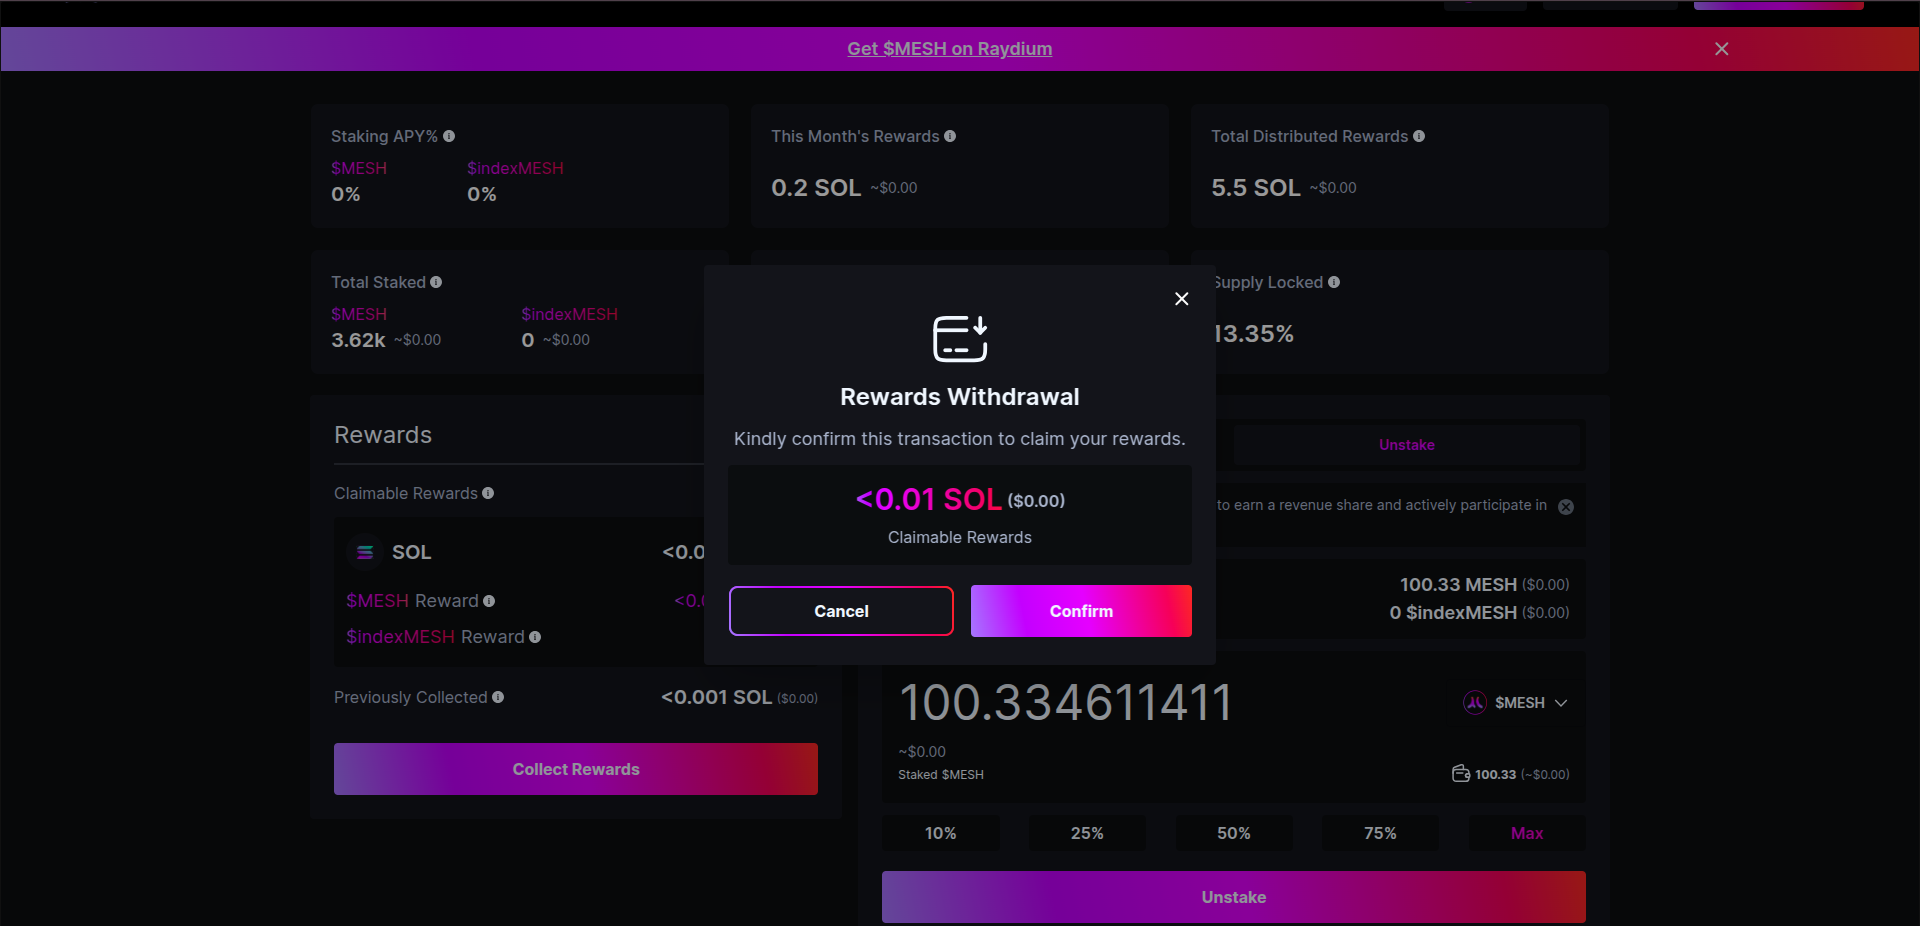 Get $MESH on Raydium
Staking APY%
$MESH
$indexMESH
0%
0%
This Month's Rewards
0.2 SOL ~$0.00
Total Distributed Rewards
5.5 SOL ~$0.00
Total Staked
$MESH
$indexMESH
3.62k ~$0.00
0 ~$0.00
Supply Locked
13.35%
Rewards Withdrawal
Kindly confirm this transaction to claim your rewards.
<0.01 SOL ($0.00)
Claimable Rewards
Cancel
Confirm
Rewards
Claimable Rewards
SOL
<0.0
$MESH Reward
<0.0
$indexMESH Reward
Previously Collected
<0.001 SOL ($0.00)
Collect Rewards
Unstake
to earn a revenue share and actively participate in
100.33 MESH ($0.00)
0 $indexMESH ($0.00)
100.334611411
$MESH
~$0.00
Staked $MESH
100.33 (~$0.00)
10%
25%
50%
75%
Max
Unstake